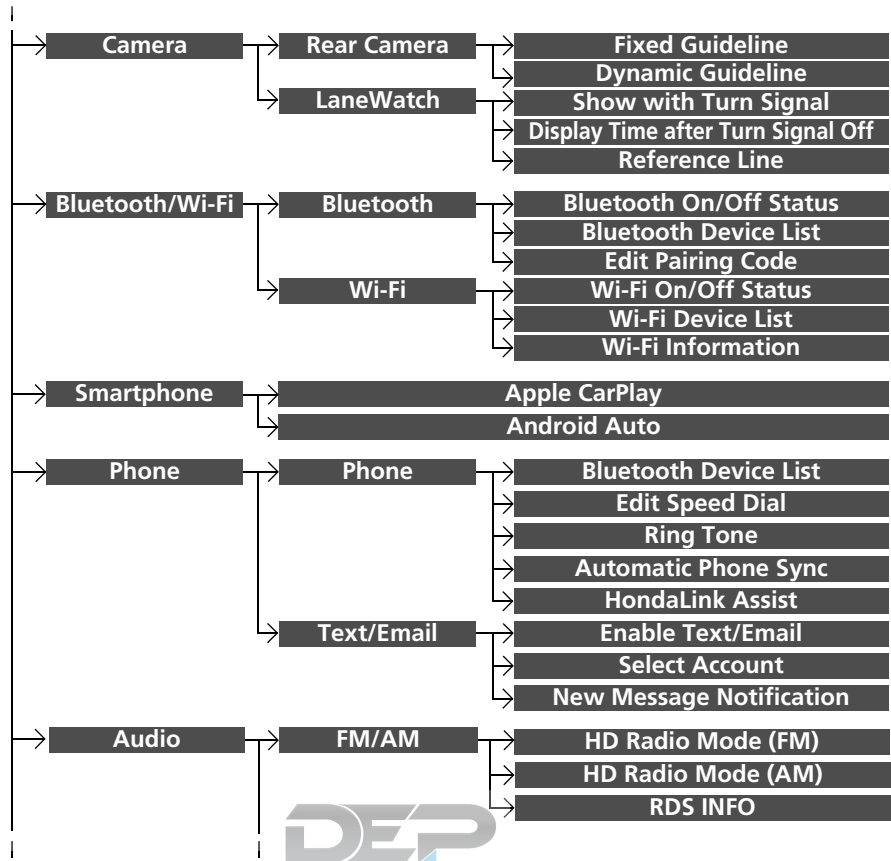 Camera
Rear Camera
Fixed Guideline
Dynamic Guideline
LaneWatch
Show with Turn Signal
Display Time after Turn Signal Off
Reference Line
Bluetooth/Wi-Fi
Bluetooth
Bluetooth On/Off Status
Bluetooth Device List
Edit Pairing Code
Wi-Fi
Wi-Fi On/Off Status
Wi-Fi Device List
Wi-Fi Information
Smartphone
Apple CarPlay
Android Auto
Phone
Phone
Bluetooth Device List
Edit Speed Dial
Ring Tone
Automatic Phone Sync
HondaLink Assist
Text/Email
Enable Text/Email
Select Account
New Message Notification
Audio
FM/AM
HD Radio Mode (FM)
HD Radio Mode (AM)
RDS INFO
DEP